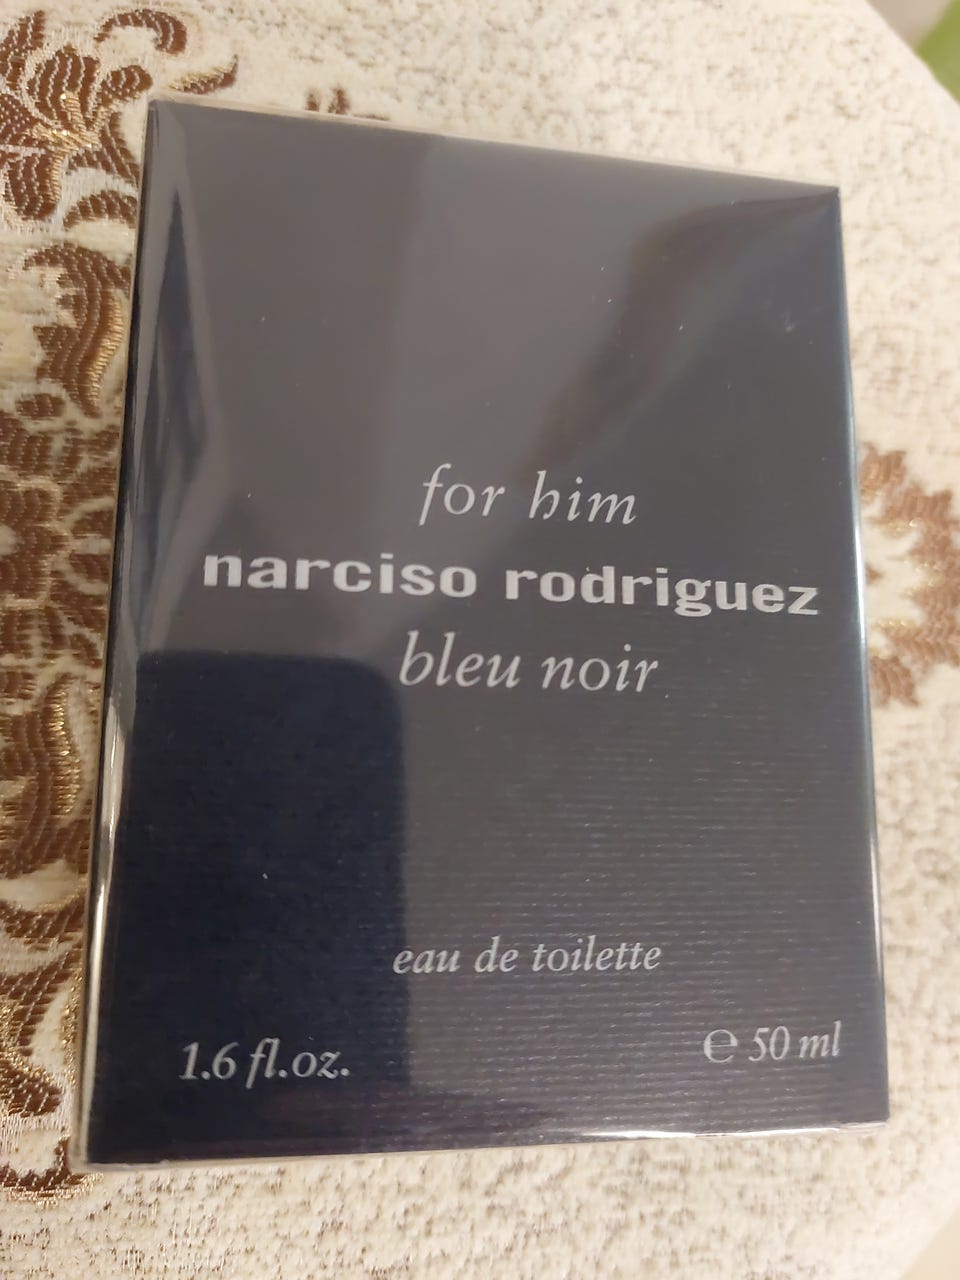 for him
narciso rodriguez
bleu noir
eau de toilette
1.6 fl.oz.
℮ 50 ml